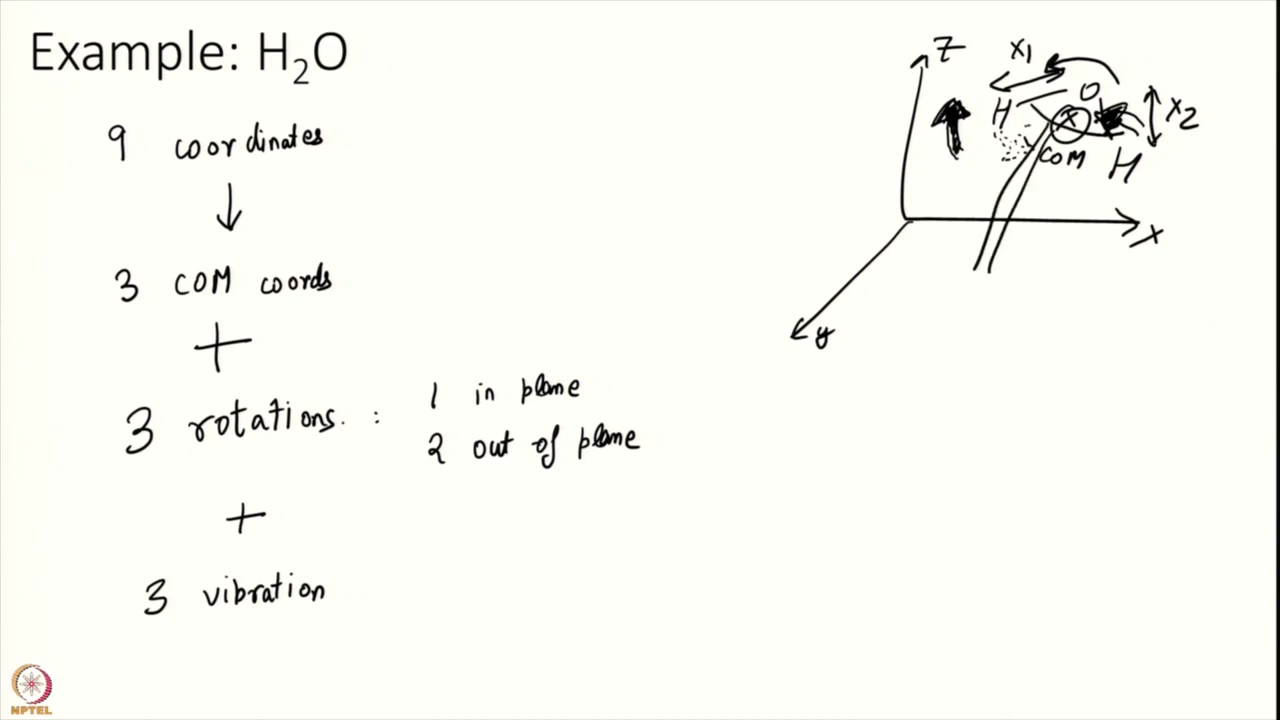 Example: H₂O
9 coordinates
↓
3 COM coords
+
3 rotations. : 1 in plane
2 out of plane
+
3 vibration
Z
X1
H
O
X2
X
COM
H
X
y
NPTEL